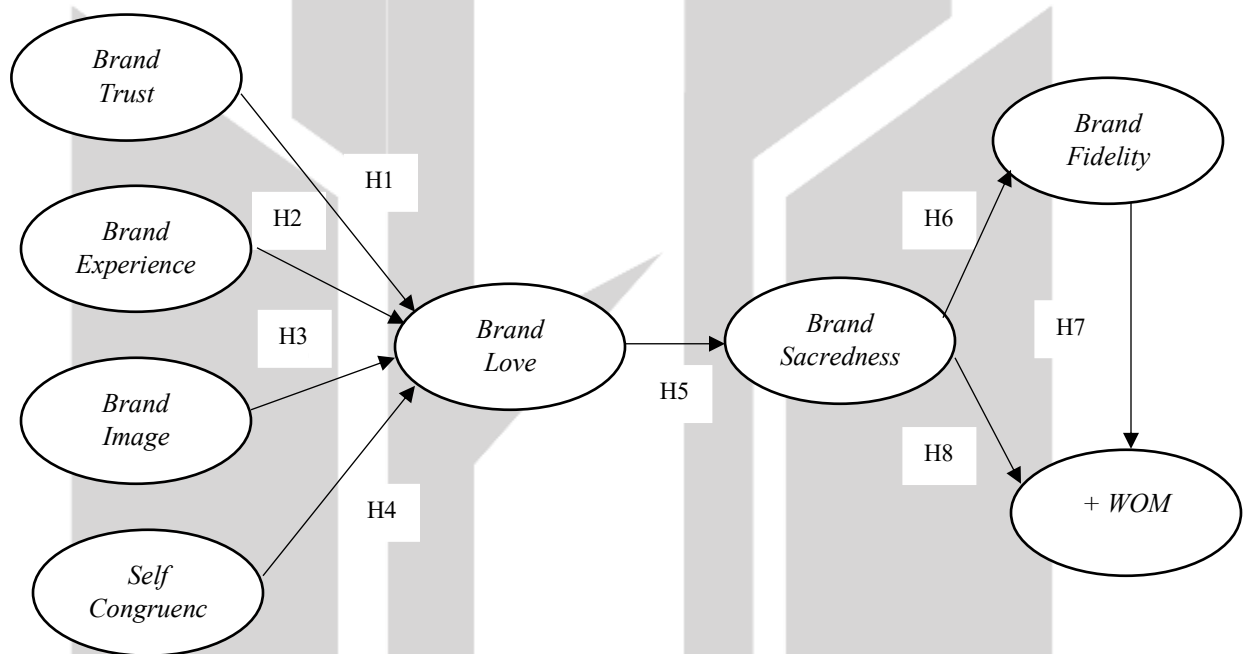 Brand
Trust
H1
H2
Brand
Experience
H3
Brand
Image
H4
Self
Congruenc
Brand
Love
H5
Brand
Sacredness
H6
Brand
Fidelity
H7
H8
+ WOM